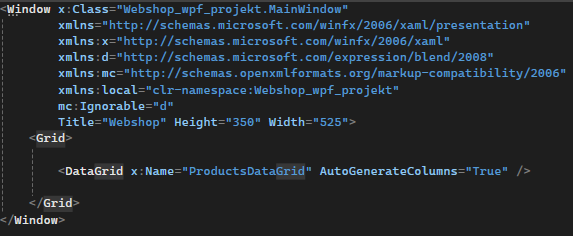 <Window x:Class="Webshop_wpf_projekt.MainWindow"
xmlns="http://schemas.microsoft.com/winfx/2006/xaml/presentation"
xmlns:x="http://schemas.microsoft.com/winfx/2006/xaml"
xmlns:d="http://schemas.microsoft.com/expression/blend/2008"
xmlns:mc="http://schemas.openxmlformats.org/markup-compatibility/2006"
xmlns:local="clr-namespace:Webshop_wpf_projekt"
mc:Ignorable="d"
Title="Webshop" Height="350" Width="525">
<Grid>
<DataGrid x:Name="ProductsDataGrid" AutoGenerateColumns="True" />
</Grid>
</Window>